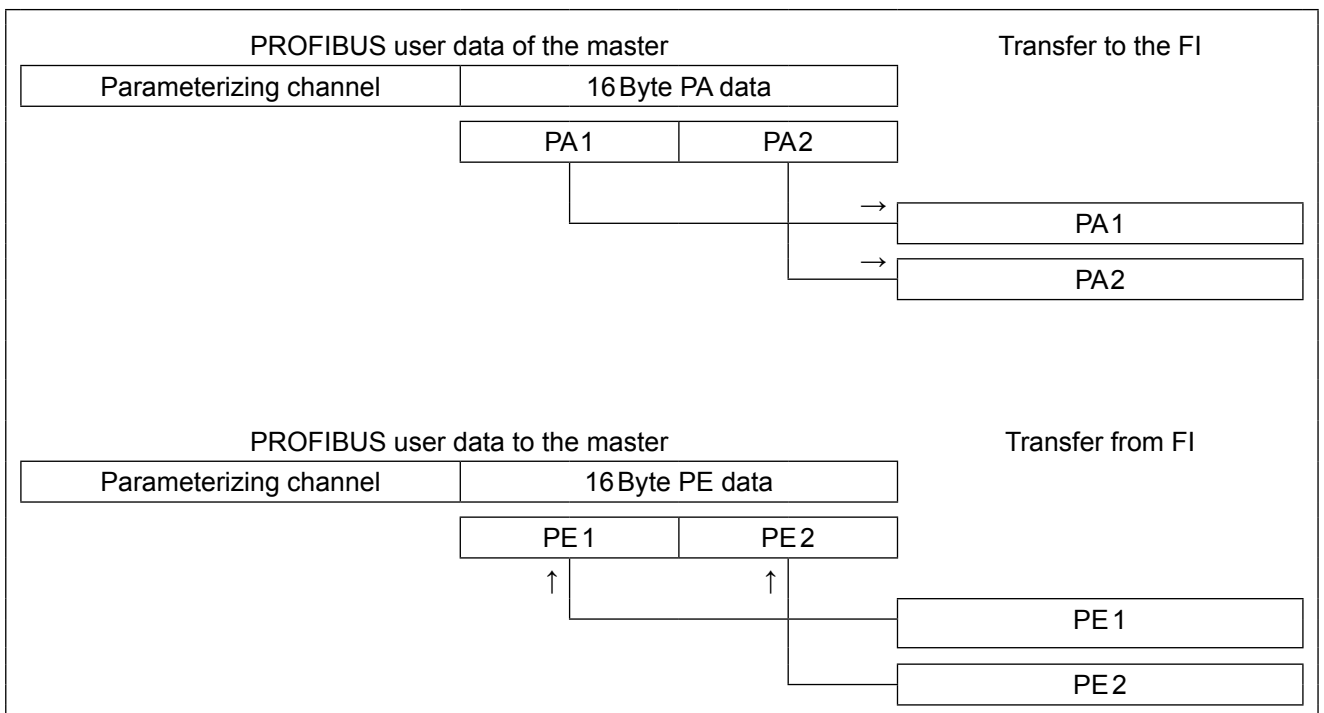 PROFIBUS user data of the master Transfer to the FI
Parameterizing channel 16 Byte PA data
PA1 PA2
→
PA1
→
PA2
PROFIBUS user data to the master Transfer from FI
Parameterizing channel 16 Byte PE data
PE1 PE2
↑ ↑
PE1
PE2